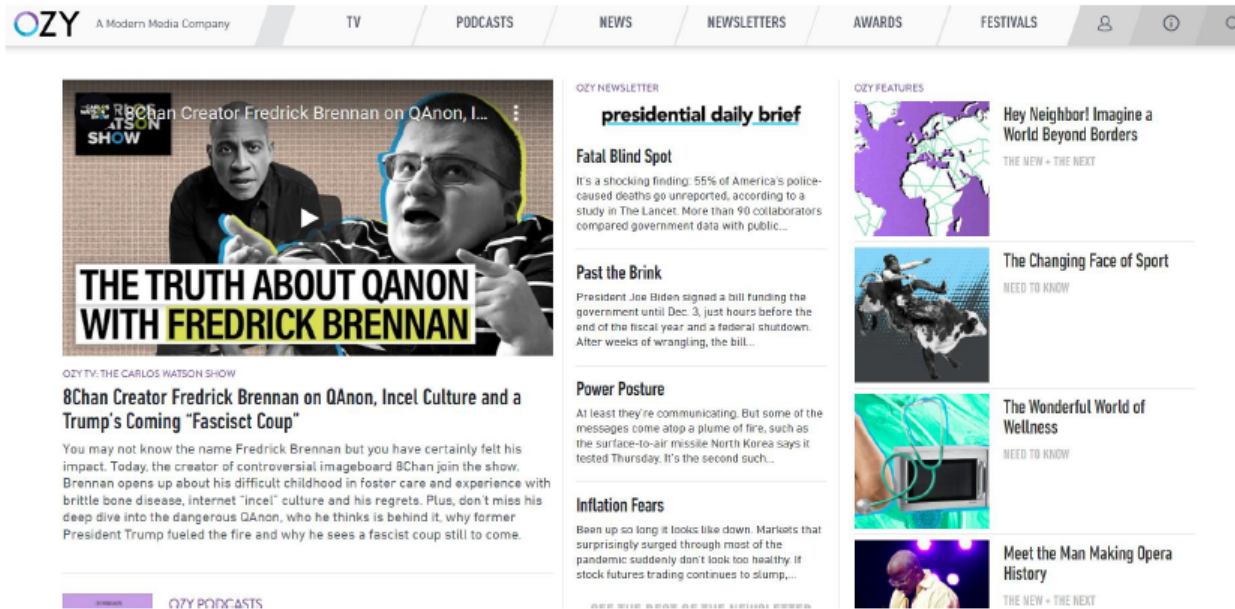 OZY A Modern Media Company TV PODCASTS NEWS NEWSLETTERS AWARDS FESTIVALS
8Chan Creator Fredrick Brennan on QAnon, I...
WATSON
SHOW
THE TRUTH ABOUT QANON
WITH FREDRICK BRENNAN
OZY TV: THE CARLOS WATSON SHOW
8Chan Creator Fredrick Brennan on QAnon, Incel Culture and a
Trump's Coming "Fascisct Coup"
You may not know the name Fredrick Brennan but you have certainly felt his
impact. Today, the creator of controversial imageboard 8Chan join the show.
Brennan opens up about his difficult childhood in foster care and experience with
brittle bone disease, internet "incel" culture and his regrets. Plus, don't miss his
deep dive into the dangerous QAnon, who he thinks is behind it, why former
President Trump fueled the fire and why he sees a fascist coup still to come.
OZY PODCASTS
OZY NEWSLETTER
presidential daily brief
Fatal Blind Spot
It's a shocking finding: 55% of America's police-
caused deaths go unreported, according to a
study in The Lancet. More than 90 collaborators
compared government data with public...
Past the Brink
President Joe Biden signed a bill funding the
government until Dec. 3, just hours before the
end of the fiscal year and a federal shutdown.
After weeks of wrangling, the bill...
Power Posture
At least they're communicating. But some of the
messages come atop a plume of fire, such as
the surface-to-air missile North Korea says it
tested Thursday. It's the second such...
Inflation Fears
Been up so long it looks like down. Markets that
surprisingly surged through most of the
pandemic suddenly don't look too healthy. If
stock futures trading continues to slump,...
SEE THE REST OF THE NEWSLETTER
OZY FEATURES
Hey Neighbor! Imagine a
World Beyond Borders
THE NEW + THE NEXT
The Changing Face of Sport
NEED TO KNOW
The Wonderful World of
Wellness
NEED TO KNOW
Meet the Man Making Opera
History
THE NEW + THE NEXT